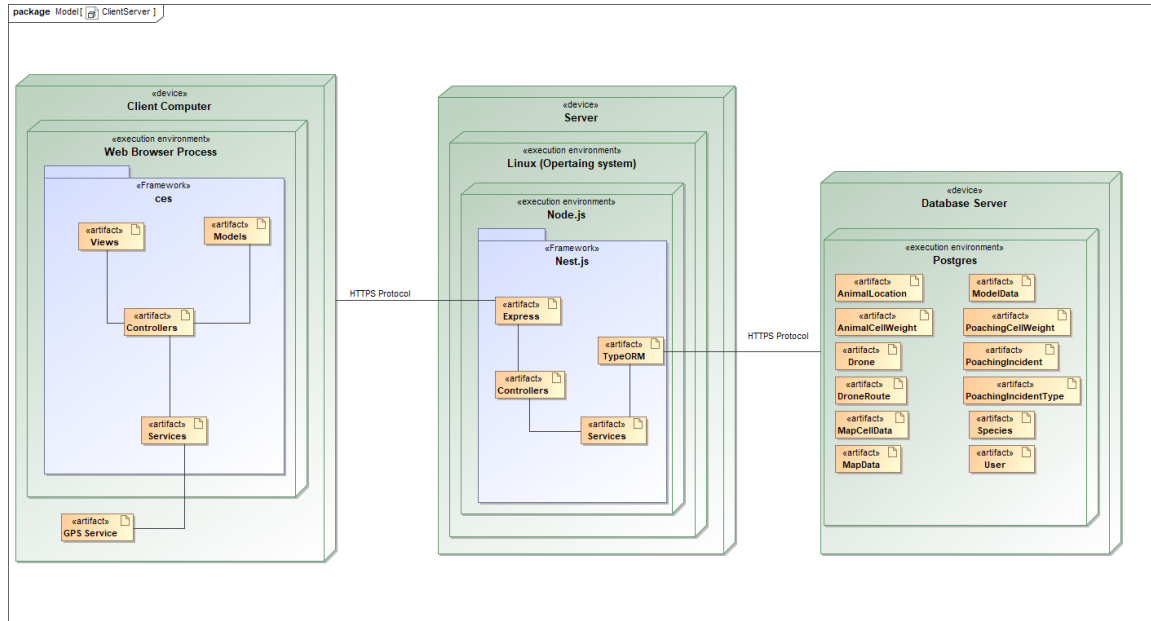 package Model[ ClientServer ]
«device»
Client Computer
«execution environment»
Web Browser Process
«Framework»
ces
«artifact»
Views
«artifact»
Models
«artifact»
Controllers
«artifact»
Services
«artifact»
GPS Service
HTTPS Protocol
«device»
Server
«execution environment»
Linux (Opertaing system)
«execution environment»
Node.js
«Framework»
Nest.js
«artifact»
Express
«artifact»
TypeORM
«artifact»
Controllers
«artifact»
Services
HTTPS Protocol
«device»
Database Server
«execution environment»
Postgres
«artifact»
AnimalLocation
«artifact»
ModelData
«artifact»
AnimalCellWeight
«artifact»
PoachingCellWeight
«artifact»
Drone
«artifact»
PoachingIncident
«artifact»
DroneRoute
«artifact»
PoachingIncidentType
«artifact»
MapCellData
«artifact»
Species
«artifact»
MapData
«artifact»
User